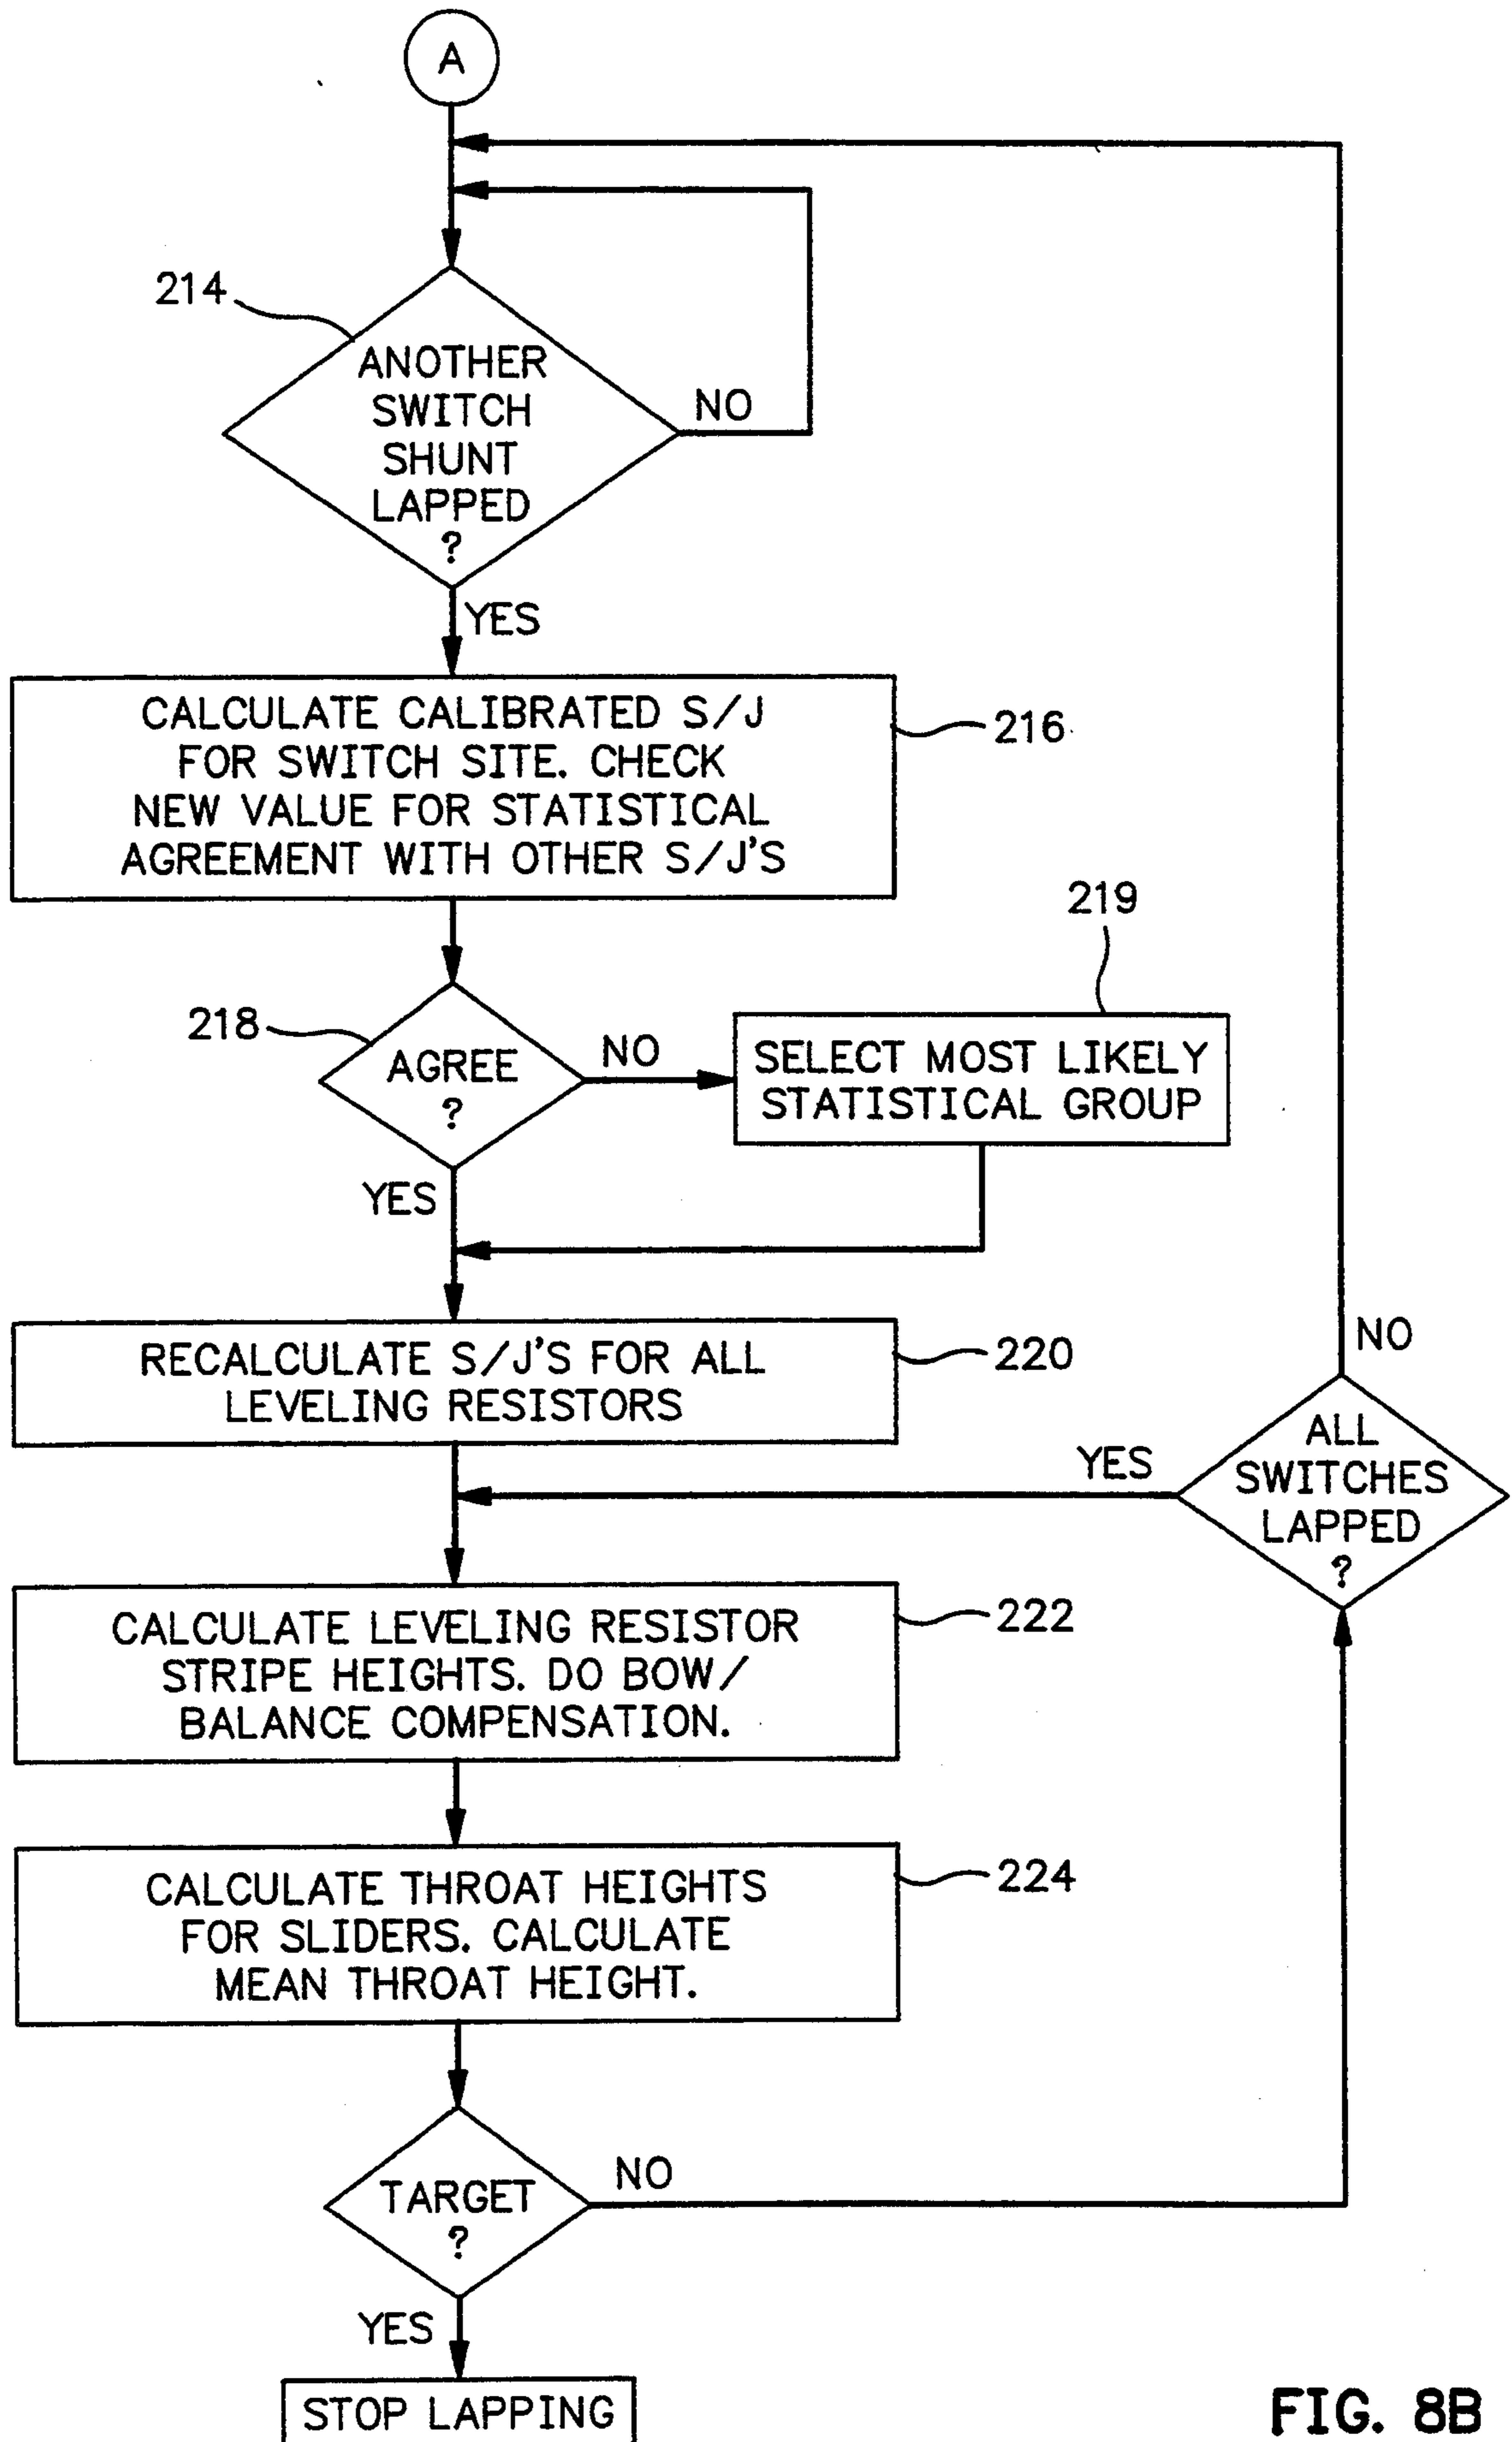 A
214
ANOTHER
SWITCH
SHUNT
LAPPED
?
NO
YES
CALCULATE CALIBRATED S/J
FOR SWITCH SITE. CHECK
NEW VALUE FOR STATISTICAL
AGREEMENT WITH OTHER S/J'S
216
218
AGREE
?
NO
219
SELECT MOST LIKELY
STATISTICAL GROUP
YES
RECALCULATE S/J'S FOR ALL
LEVELING RESISTORS
220
NO
ALL
SWITCHES
LAPPED
?
YES
CALCULATE LEVELING RESISTOR
STRIPE HEIGHTS. DO BOW/
BALANCE COMPENSATION.
222
CALCULATE THROAT HEIGHTS
FOR SLIDERS. CALCULATE
MEAN THROAT HEIGHT.
224
TARGET
?
NO
YES
STOP LAPPING
FIG. 8B